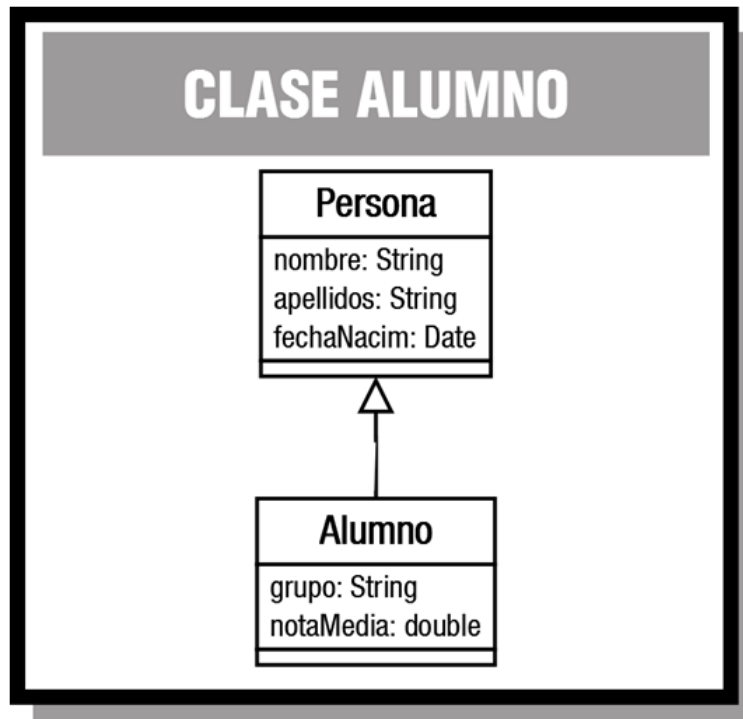 CLASE ALUMNO
Persona
nombre: String
apellidos: String
fechaNacim: Date
Alumno
grupo: String
notaMedia: double